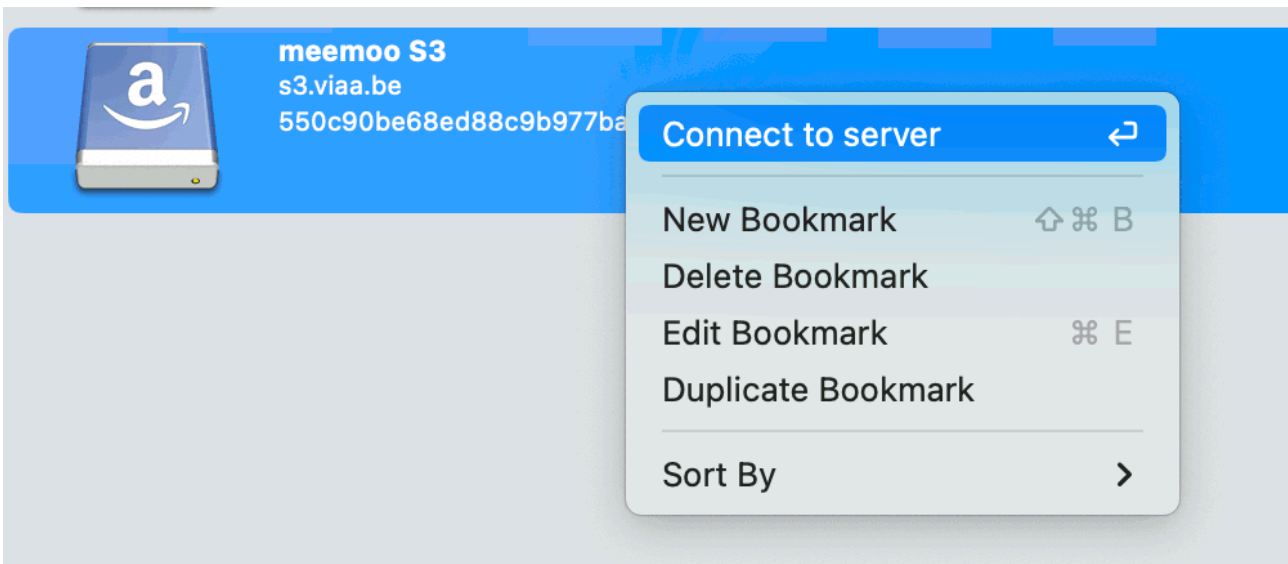 meemoo S3
s3.viaa.be
550c90be68ed88c9b977ba
Connect to server ↩
New Bookmark ⇧⌘ B
Delete Bookmark
Edit Bookmark ⌘ E
Duplicate Bookmark
Sort By >